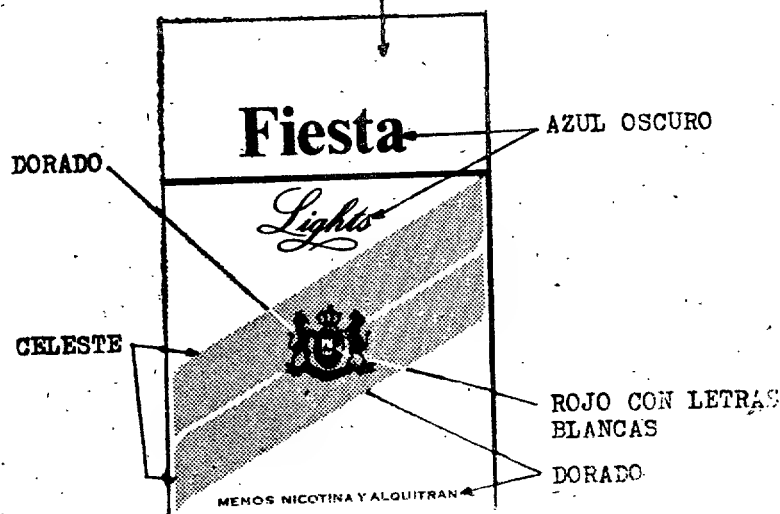 Fiesta
AZUL OSCURO
DORADO
Lights
CELESTE
ROJO CON LETRAS
BLANCAS
DORADO
MENOS NICOTINA Y ALQUITRAN